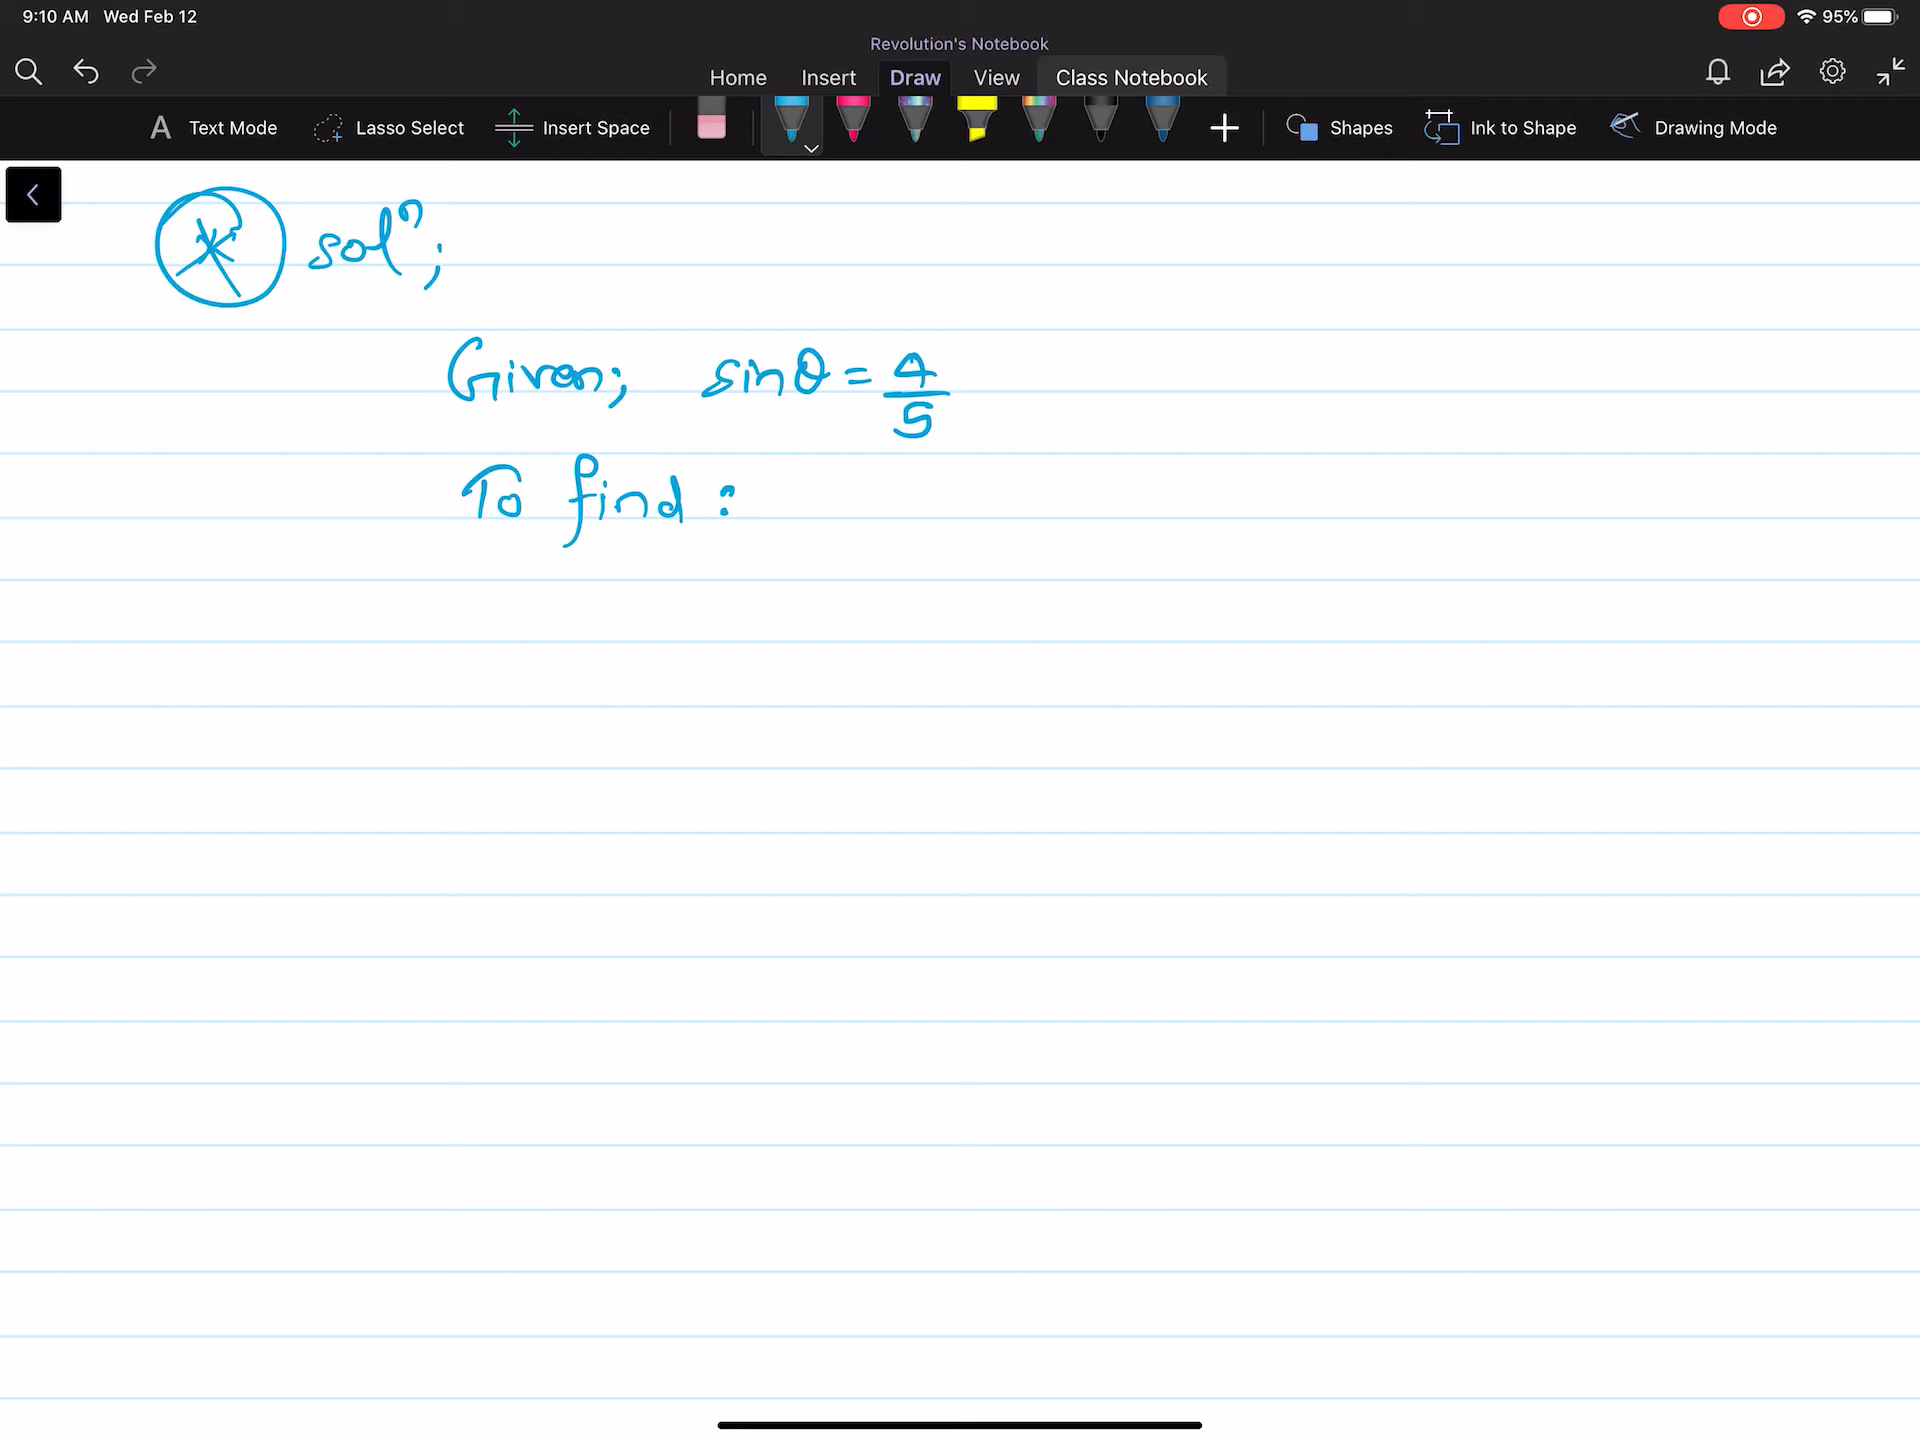 9:10 AM Wed Feb 12 95%
Revolution's Notebook
Home Insert Draw View Class Notebook
A Text Mode Lasso Select Insert Space Shapes Ink to Shape Drawing Mode
solⁿ;
Given; sinθ = 4/5
To find :